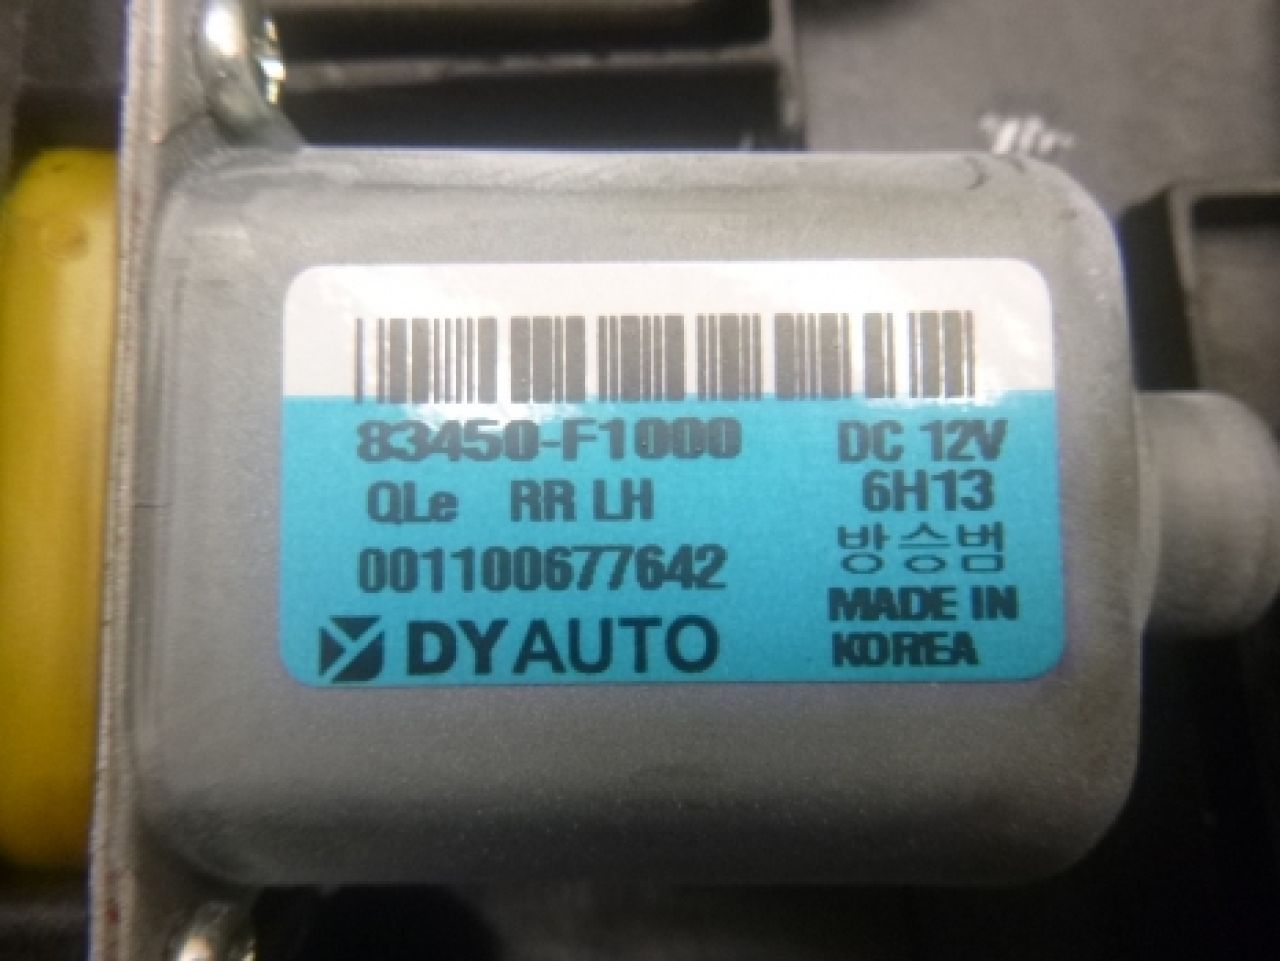 83450-F1000 DC 12V
QLe RR LH 6H13
001100677642 방승범
DYAUTO MADE IN
KOREA